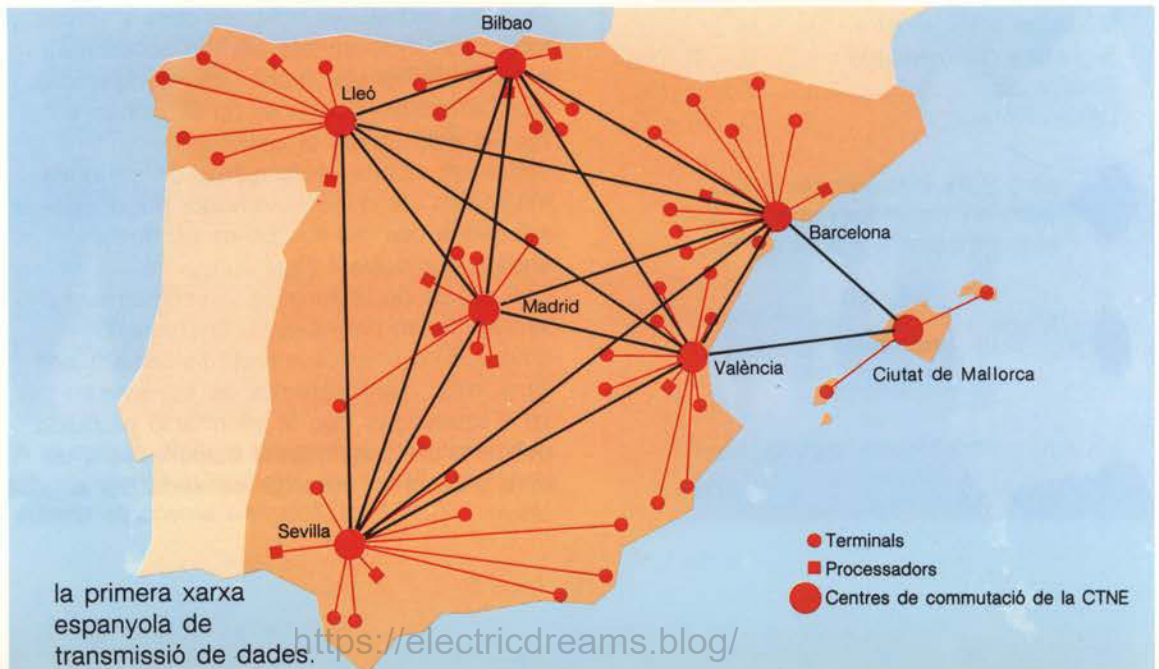 Bilbao
Lleó
Barcelona
Madrid
València
Ciutat de Mallorca
Sevilla
Terminals
Processadors
Centres de commutació de la CTNE
la primera xarxa
espanyola de
transmissió de dades.
https://electricdreams.blog/